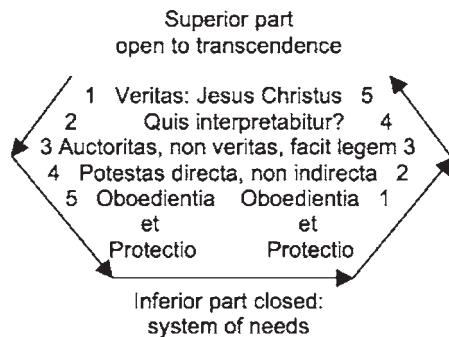 Superior part
open to transcendence
1 Veritas: Jesus Christus 5
2 Quis interpretabitur? 4
3 Auctoritas, non veritas, facit legem 3
4 Potestas directa, non indirecta 2
5 Oboedientia Oboedientia 1
et et
Protectio Protectio
Inferior part closed:
system of needs